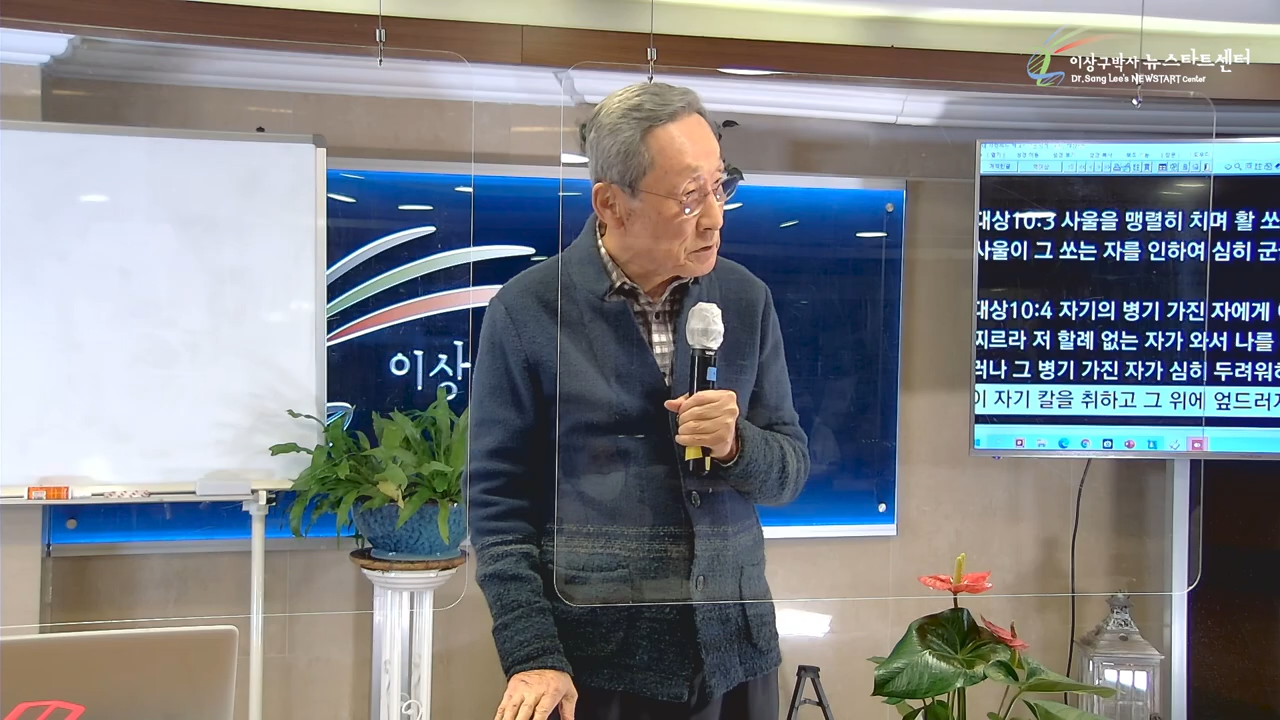 이상구박사 뉴스타트센터
Dr. Sang Lee's NEWSTART Center
이상
대상10:3 사울을 맹렬히 치며 활 쏘
사울이 그 쏘는 자를 인하여 심히 군
대상10:4 자기의 병기 가진 자에게
찌르라 저 할례 없는 자가 와서 나를
러나 그 병기 가진 자가 심히 두려워
이 자기 칼을 취하고 그 위에 엎드러지